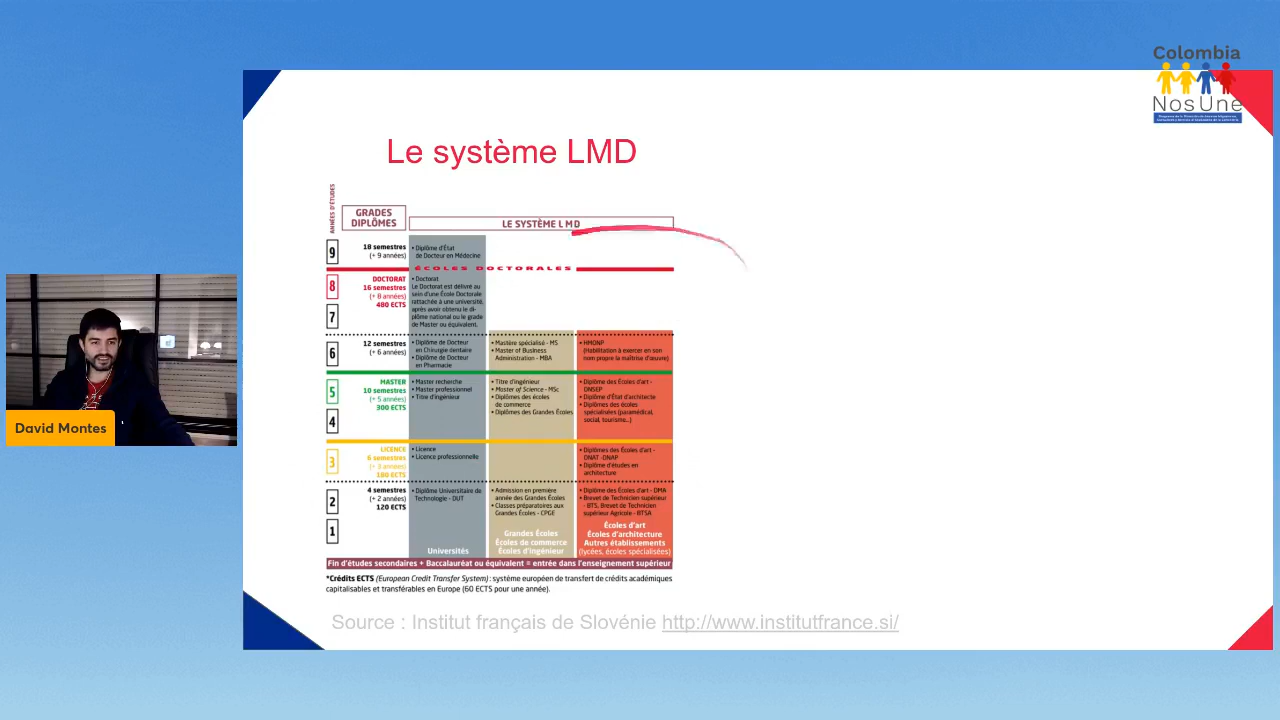 Colombia
NosUne
Le système LMD
ANNÉES D'ÉTUDES
GRADES
DIPLÔMES
LE SYSTÈME L M D
9
18 semestres
(+ 9 années)
• Diplôme d'État
de Docteur en Médecine
ÉCOLES DOCTORALES
8
7
DOCTORAT
16 semestres
(+ 8 années)
480 ECTS
• Doctorat
Le Doctorat est délivré au
sein d'une École Doctorale
rattachée à une université,
après avoir obtenu le di-
plôme national ou le grade
de Master ou équivalent.
6
12 semestres
(+ 6 années)
• Diplôme de Docteur
en Chirurgie dentaire
• Diplôme de Docteur
en Pharmacie
• Mastère spécialisé - MS
• Master of Business
Administration - MBA
• HMONP
(Habilitation à exercer en son
nom propre la maîtrise d'œuvre)
5
4
MASTER
10 semestres
(+ 5 années)
300 ECTS
• Master recherche
• Master professionnel
• Titre d'ingénieur
• Titre d'ingénieur
• Master of Science - MSc
• Diplômes des écoles
de commerce
• Diplômes des Grandes Écoles
• Diplôme des Écoles d'art -
DNSEP
• Diplôme d'État d'architecte
• Diplômes des écoles
spécialisées (paramédical,
social, tourisme...)
3
LICENCE
6 semestres
(+ 3 années)
180 ECTS
• Licence
• Licence professionnelle
• Diplômes des Écoles d'art -
DNAT -DNAP
• Diplôme d'études en
architecture
2
1
4 semestres
(+ 2 années)
120 ECTS
• Diplôme Universitaire de
Technologie - DUT
• Admission en première
année des Grandes Écoles
• Classes préparatoires aux
Grandes Écoles - CPGE
• Diplôme des Écoles d'art - DMA
• Brevet de Technicien supérieur
- BTS, Brevet de Technicien
supérieur Agricole - BTSA
Universités
Grandes Écoles
Écoles de commerce
Écoles d'ingénieur
Écoles d'art
Écoles d'architecture
Autres établissements
(lycées, écoles spécialisées)
Fin d'études secondaires + Baccalauréat ou équivalent = entrée dans l'enseignement supérieur
*Crédits ECTS (European Credit Transfer System) : système européen de transfert de crédits académiques
capitalisables et transférables en Europe (60 ECTS pour une année).
Source : Institut français de Slovénie http://www.institutfrance.si/
David Montes